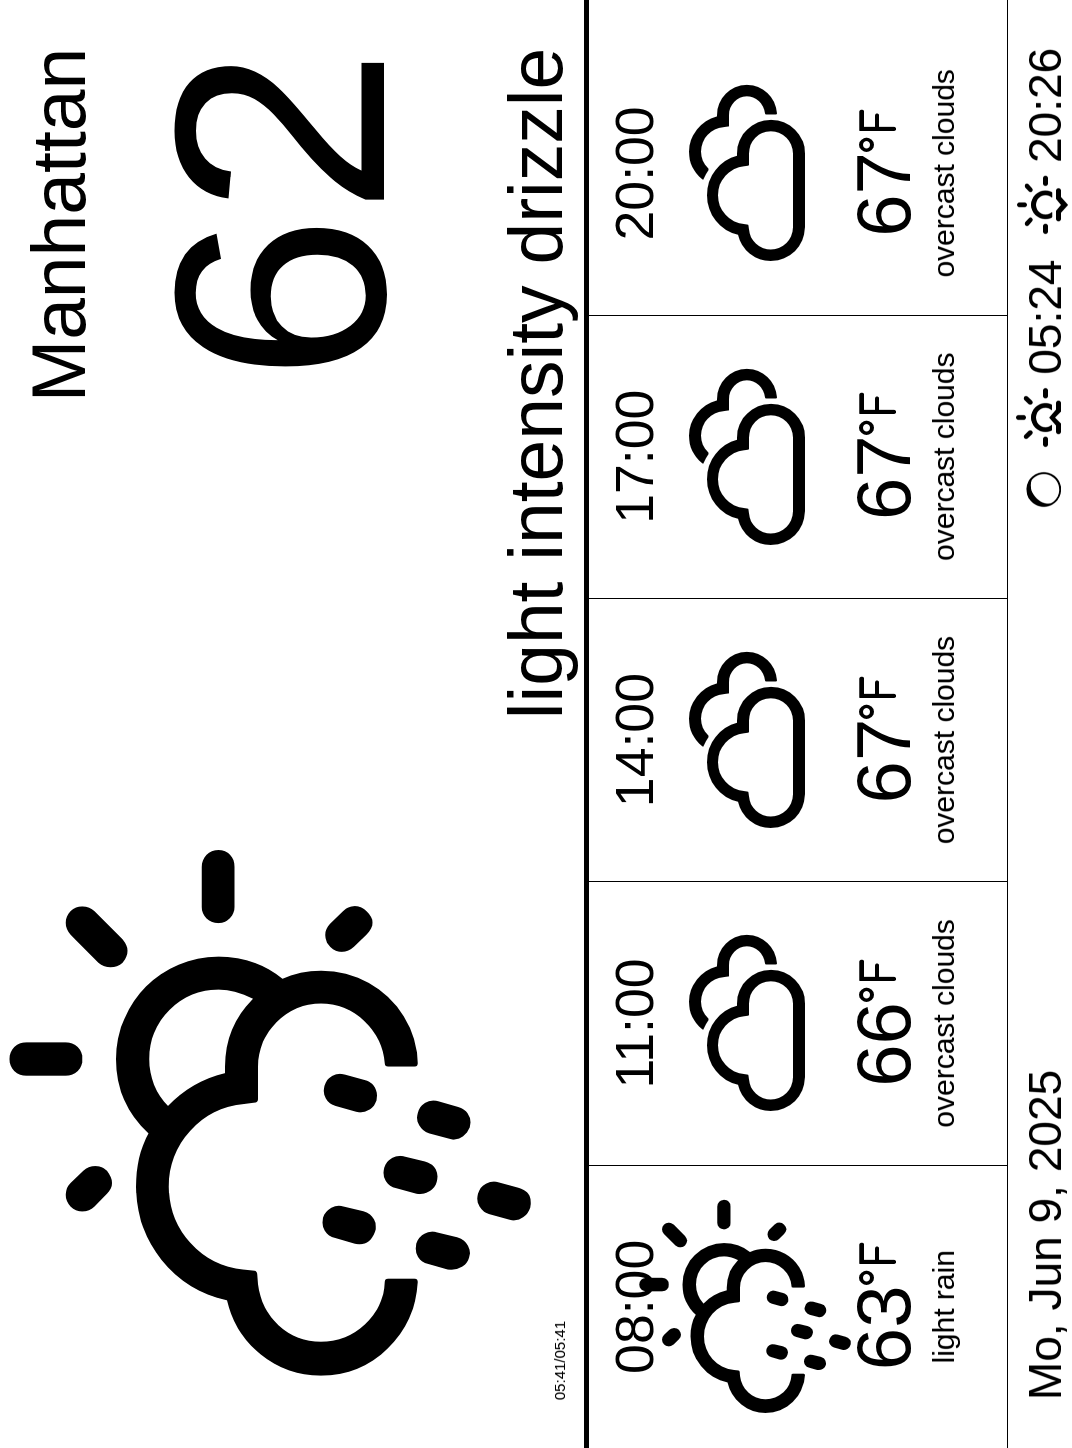 Manhattan
62
light intensity drizzle
05:41/05:41
08:00
63°F
light rain
11:00
66°F
overcast clouds
14:00
67°F
overcast clouds
17:00
67°F
overcast clouds
20:00
67°F
overcast clouds
Mo, Jun 9, 2025
05:24 20:26